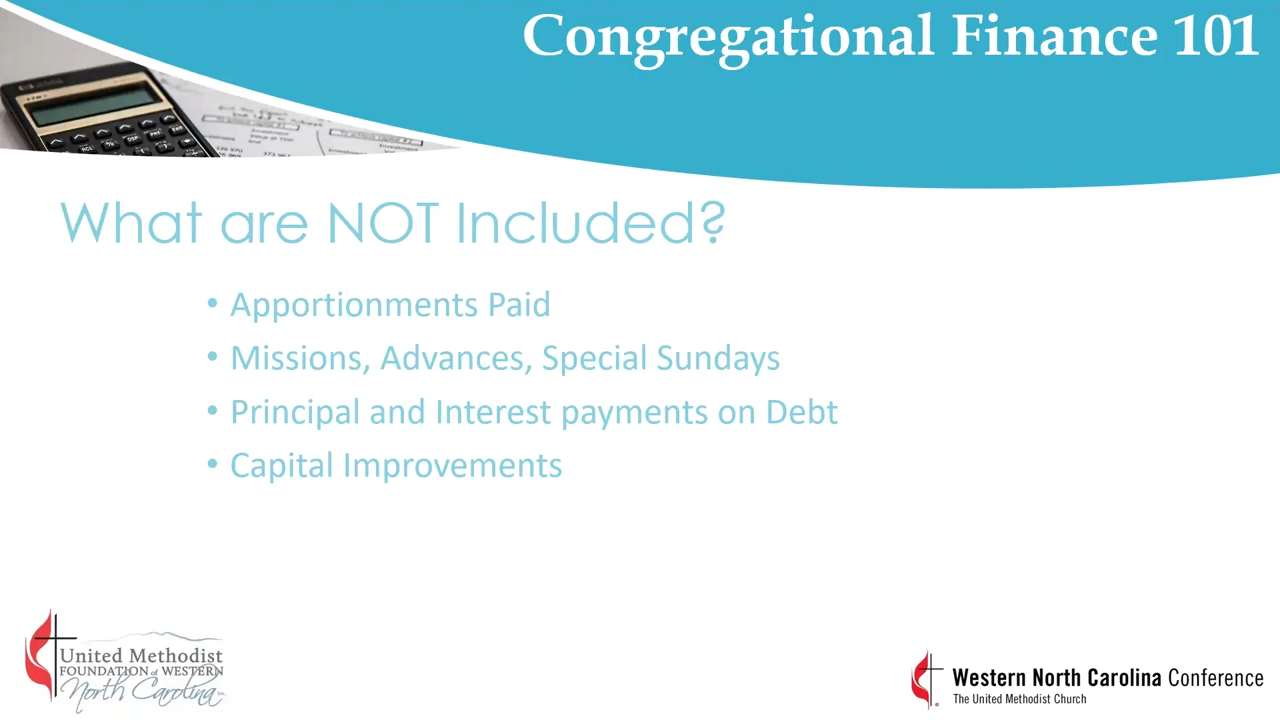 Congregational Finance 101
What are NOT Included?
• Apportionments Paid
• Missions, Advances, Special Sundays
• Principal and Interest payments on Debt
• Capital Improvements
United Methodist
FOUNDATION of WESTERN
North Carolina
Western North Carolina Conference
The United Methodist Church